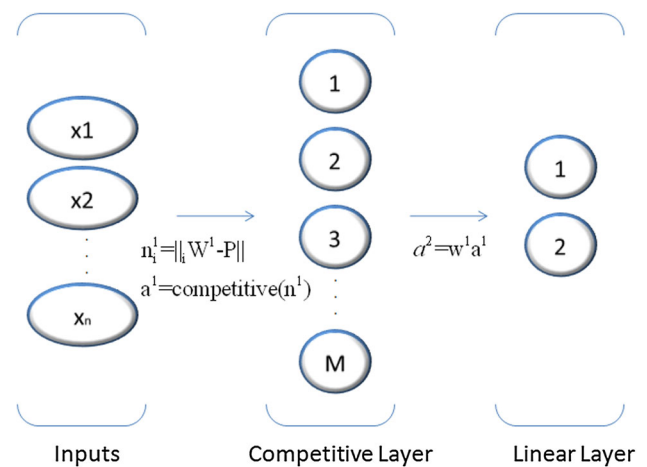 x1
x2
xn
Inputs
n¹ᵢ=||ᵢW¹-P||
a¹=competitive(n¹)
1
2
3
M
Competitive Layer
a²=w¹a¹
1
2
Linear Layer